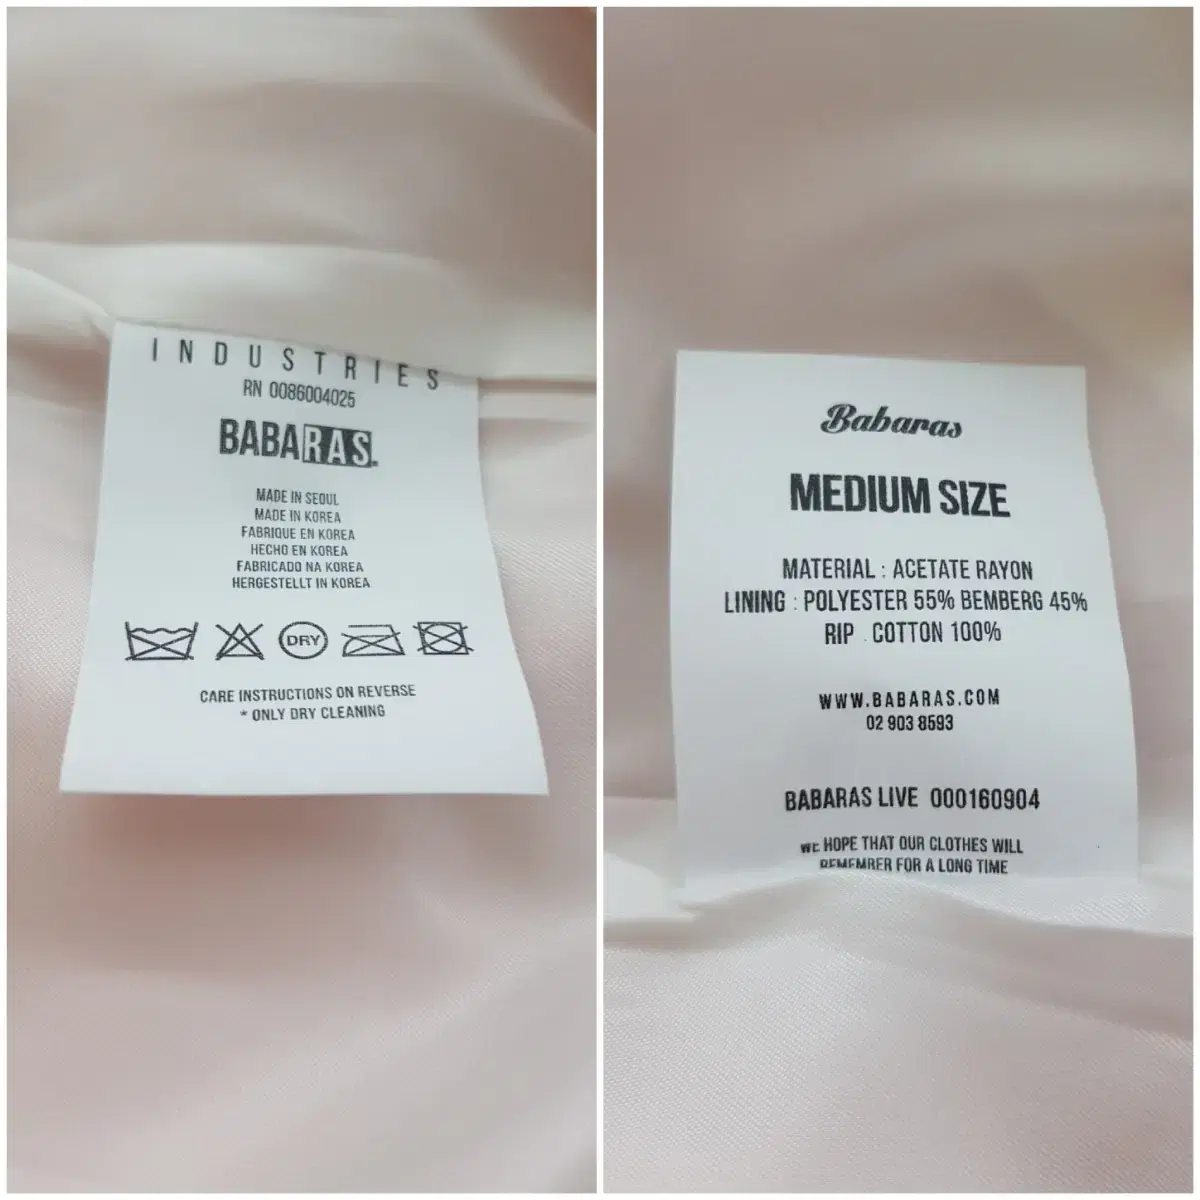 INDUSTRIES
RN 0086004025
BABARAS.
MADE IN SEOUL
MADE IN KOREA
FABRIQUE EN KOREA
HECHO EN KOREA
FABRICADO NA KOREA
HERGESTELLT IN KOREA
DRY
CARE INSTRUCTIONS ON REVERSE
* ONLY DRY CLEANING
Babaras
MEDIUM SIZE
MATERIAL : ACETATE RAYON
LINING : POLYESTER 55% BEMBERG 45%
RIP : COTTON 100%
WWW.BABARAS.COM
02 903 8593
BABARAS LIVE 000160904
WE HOPE THAT OUR CLOTHES WILL
REMEMBER FOR A LONG TIME